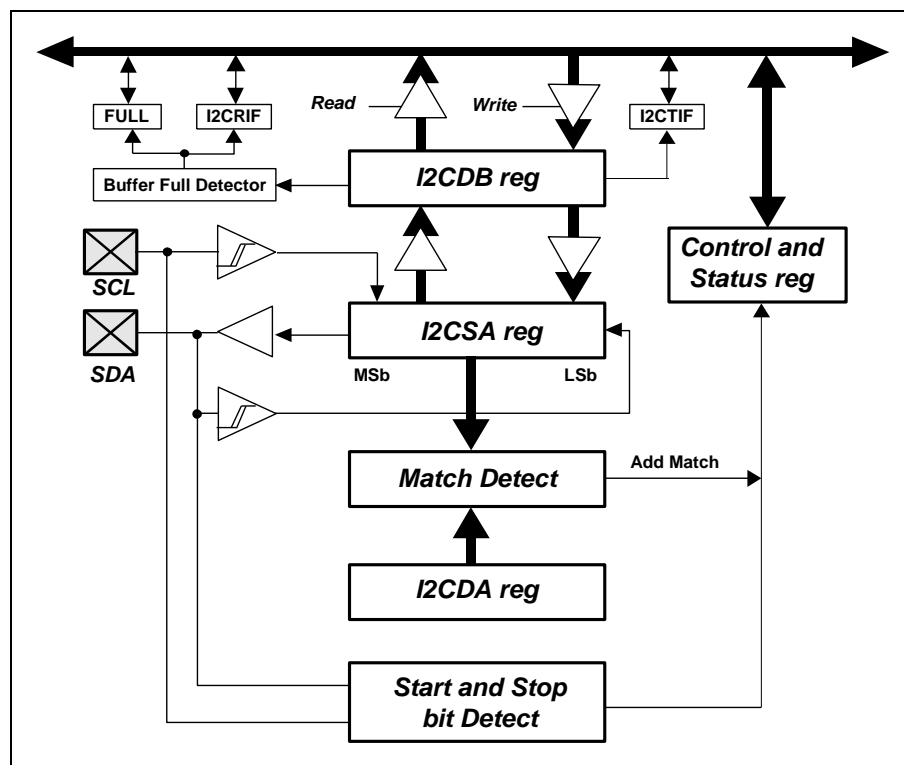 Read
Write
FULL
I2CRIF
I2CTIF
Buffer Full Detector
I2CDB reg
Control and
Status reg
SCL
SDA
I2CSA reg
MSb
LSb
Match Detect
Add Match
I2CDA reg
Start and Stop
bit Detect